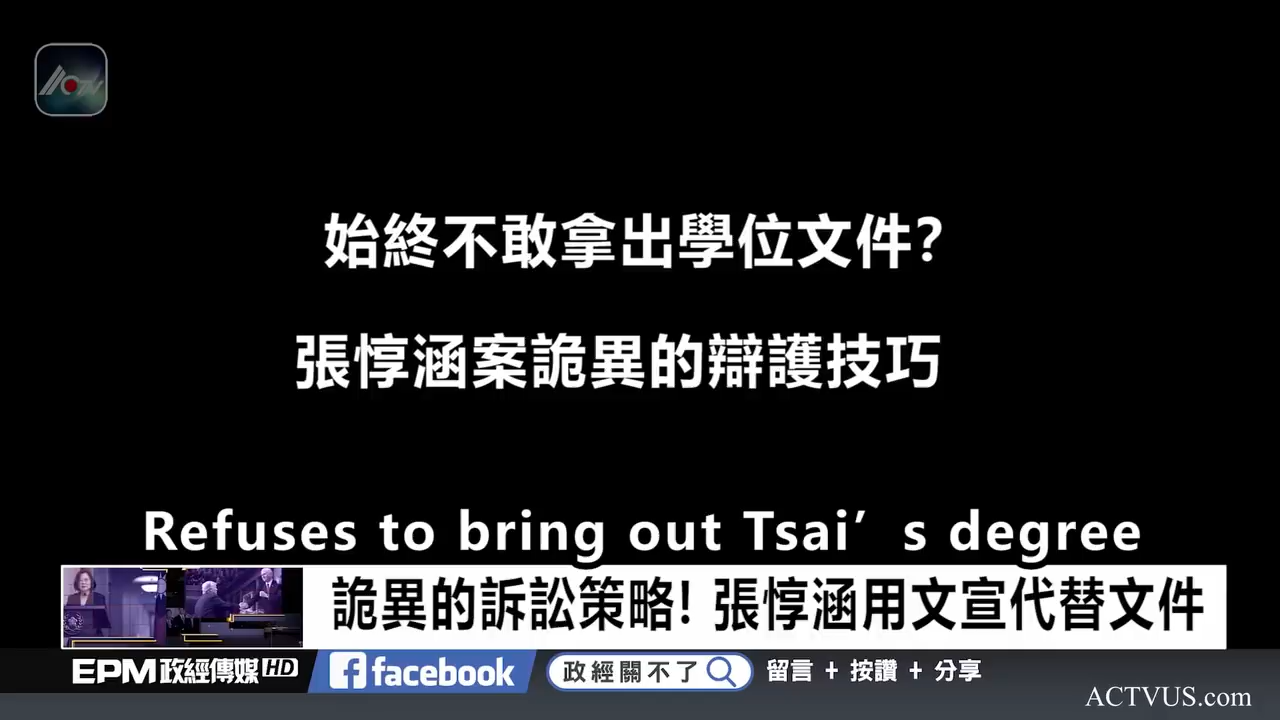 ACTV
始終不敢拿出學位文件？
張惇涵案詭異的辯護技巧
Refuses to bring out Tsai’s degree
詭異的訴訟策略! 張惇涵用文宣代替文件
EPM政經傳媒HD
facebook
政經關不了
留言 + 按讚 + 分享
ACTVUS.com